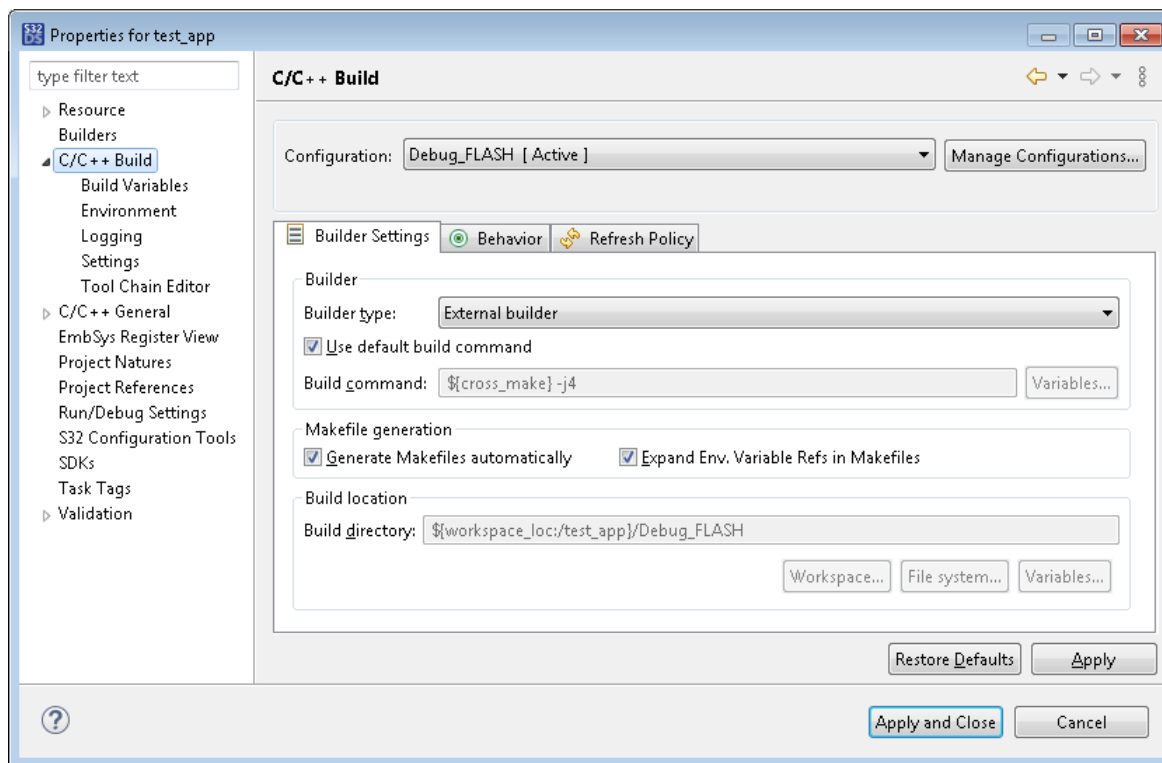 S32
DS
Properties for test_app
type filter text
Resource
Builders
C/C++ Build
Build Variables
Environment
Logging
Settings
Tool Chain Editor
C/C++ General
EmbSys Register View
Project Natures
Project References
Run/Debug Settings
S32 Configuration Tools
SDKs
Task Tags
Validation
C/C++ Build
Configuration: Debug_FLASH [ Active ] Manage Configurations...
Builder Settings Behavior Refresh Policy
Builder
Builder type: External builder
Use default build command
Build command: ${cross_make} -j4 Variables...
Makefile generation
Generate Makefiles automatically Expand Env. Variable Refs in Makefiles
Build location
Build directory: ${workspace_loc:/test_app}/Debug_FLASH
Workspace... File system... Variables...
Restore Defaults Apply
? Apply and Close Cancel